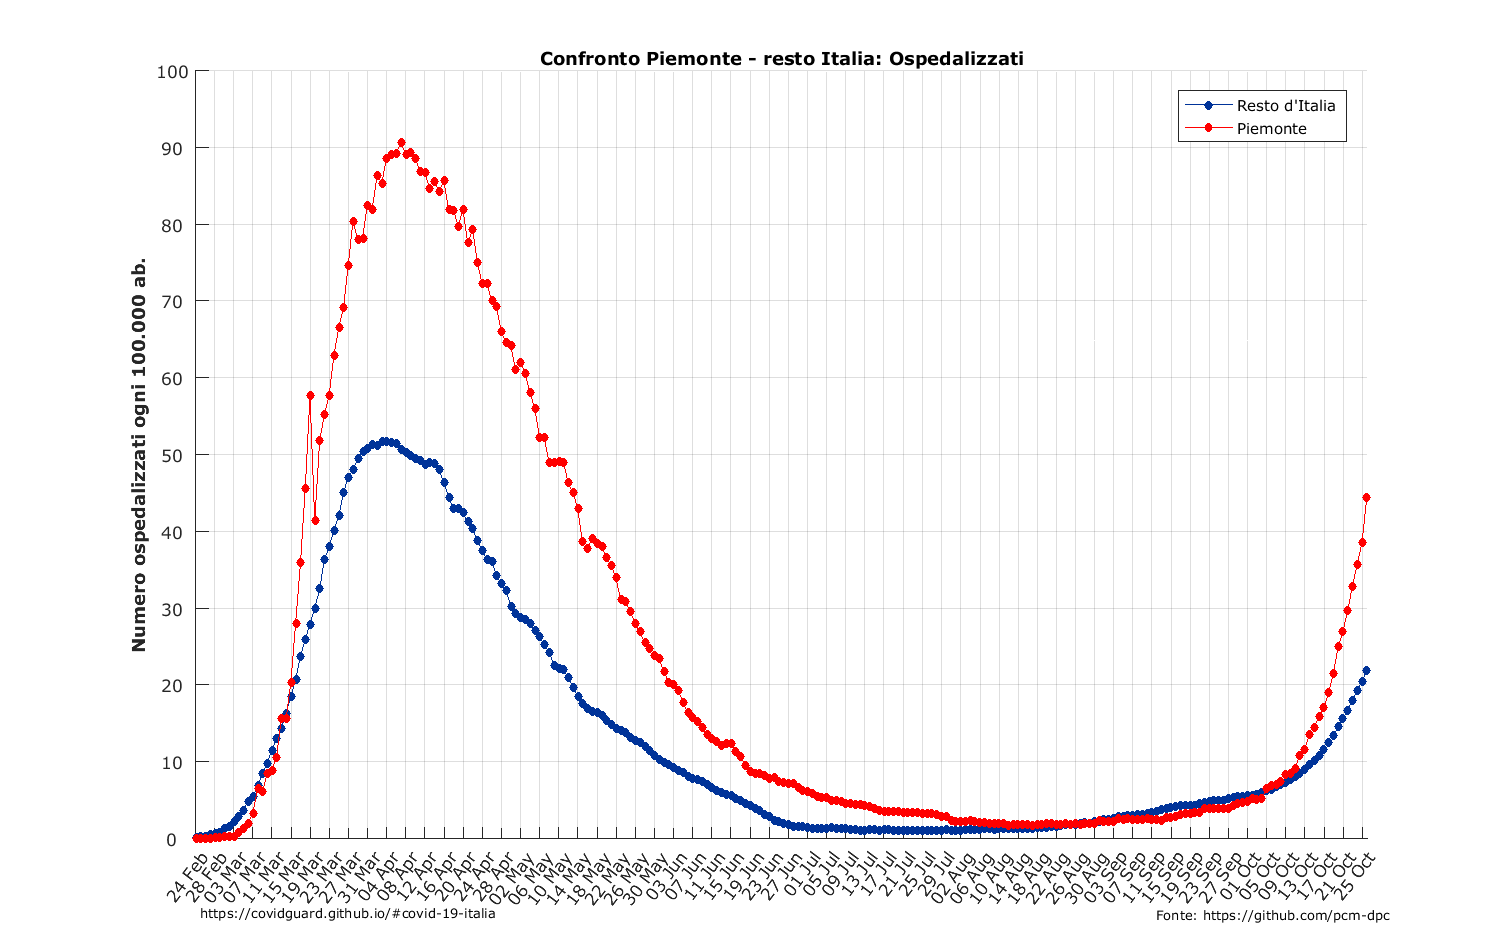 Confronto Piemonte - resto Italia: Ospedalizzati
Resto d'Italia
Piemonte
Numero ospedalizzati ogni 100.000 ab.
100
90
80
70
60
50
40
30
20
10
0
24 Feb
28 Feb
03 Mar
07 Mar
11 Mar
15 Mar
19 Mar
23 Mar
27 Mar
31 Mar
04 Apr
08 Apr
12 Apr
16 Apr
20 Apr
24 Apr
28 Apr
02 May
06 May
10 May
14 May
18 May
22 May
26 May
30 May
03 Jun
07 Jun
11 Jun
15 Jun
19 Jun
23 Jun
27 Jun
01 Jul
05 Jul
09 Jul
13 Jul
17 Jul
21 Jul
25 Jul
29 Jul
02 Aug
06 Aug
10 Aug
14 Aug
18 Aug
22 Aug
26 Aug
30 Aug
03 Sep
07 Sep
11 Sep
15 Sep
19 Sep
23 Sep
27 Sep
01 Oct
05 Oct
09 Oct
13 Oct
17 Oct
21 Oct
25 Oct
https://covidguard.github.io/#covid-19-italia
Fonte: https://github.com/pcm-dpc